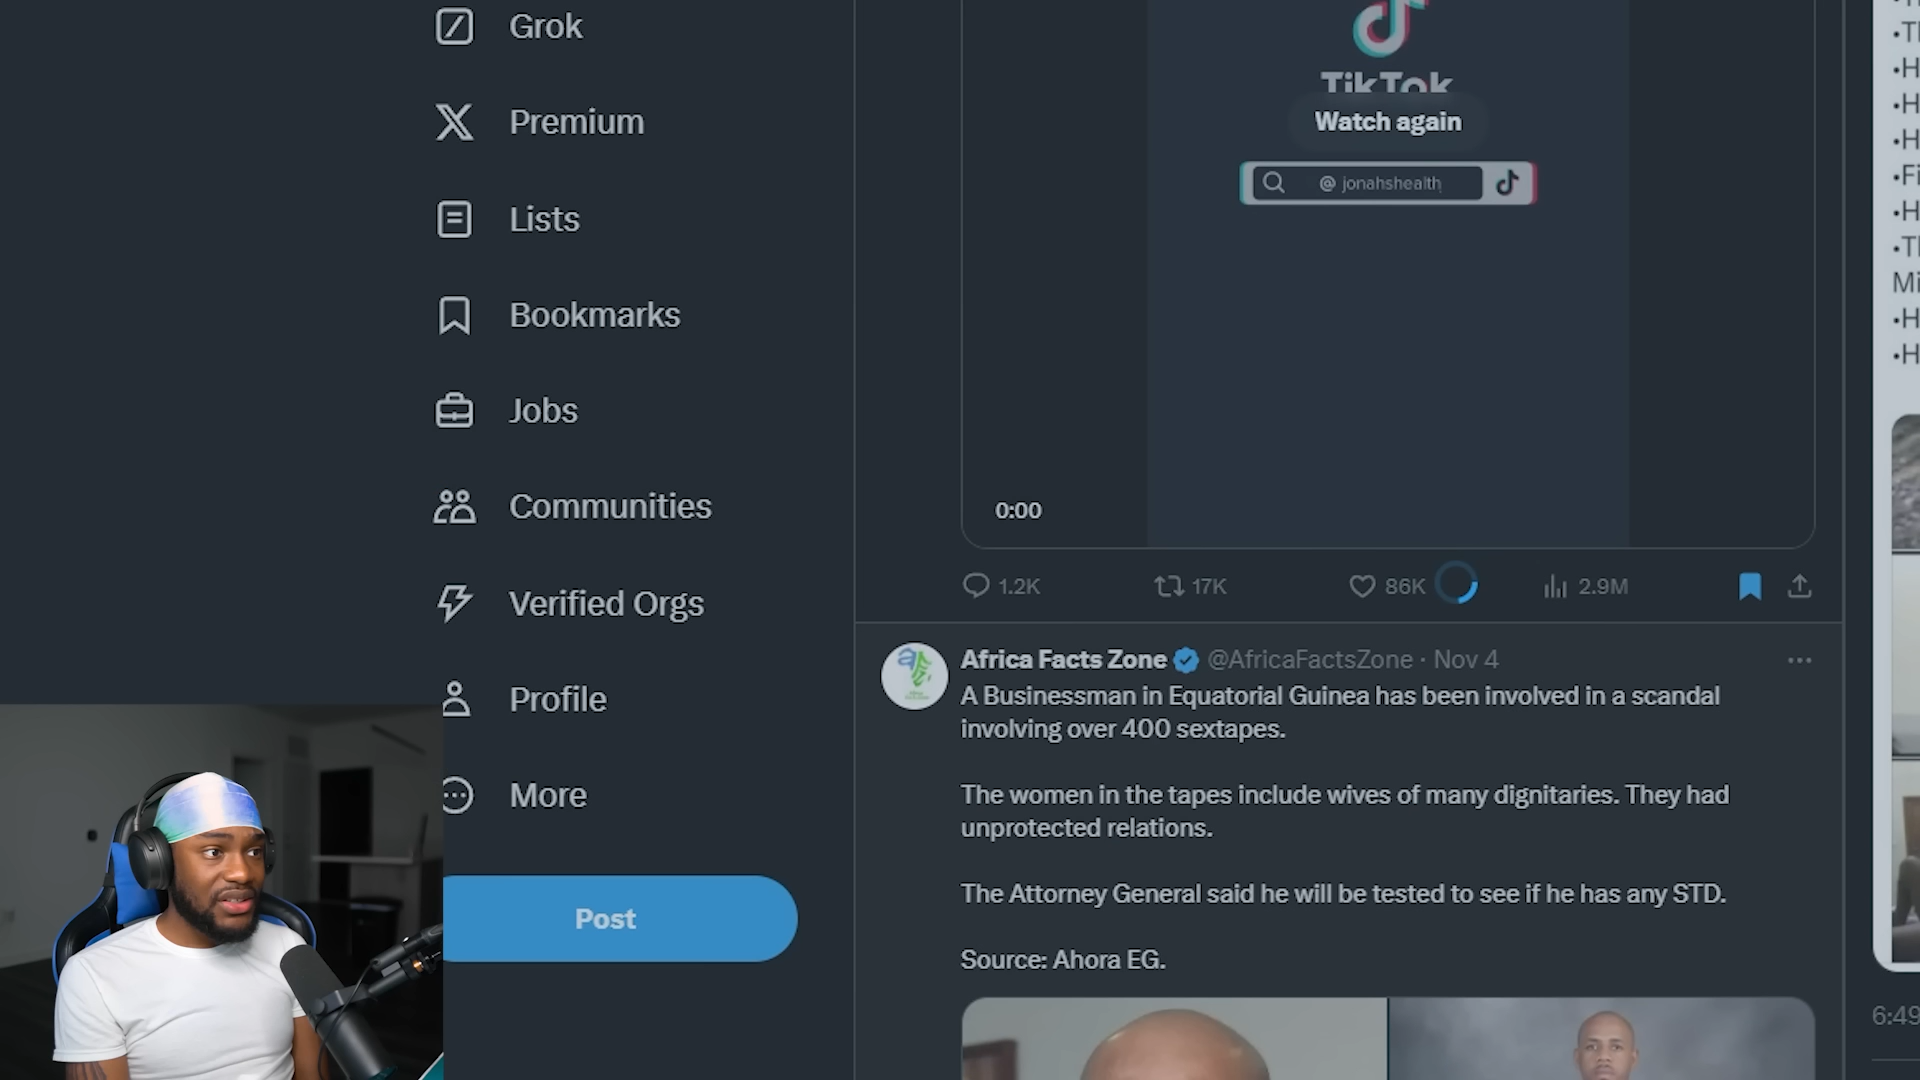 Grok
Premium
Lists
Bookmarks
Jobs
Communities
Verified Orgs
Profile
More
Post
TikTok
Watch again
@ jonahshealth
0:00
1.2K 17K 86K 2.9M
Africa Facts Zone @AfricaFactsZone · Nov 4
A Businessman in Equatorial Guinea has been involved in a scandal
involving over 400 sextapes.
The women in the tapes include wives of many dignitaries. They had
unprotected relations.
The Attorney General said he will be tested to see if he has any STD.
Source: Ahora EG.
6:49